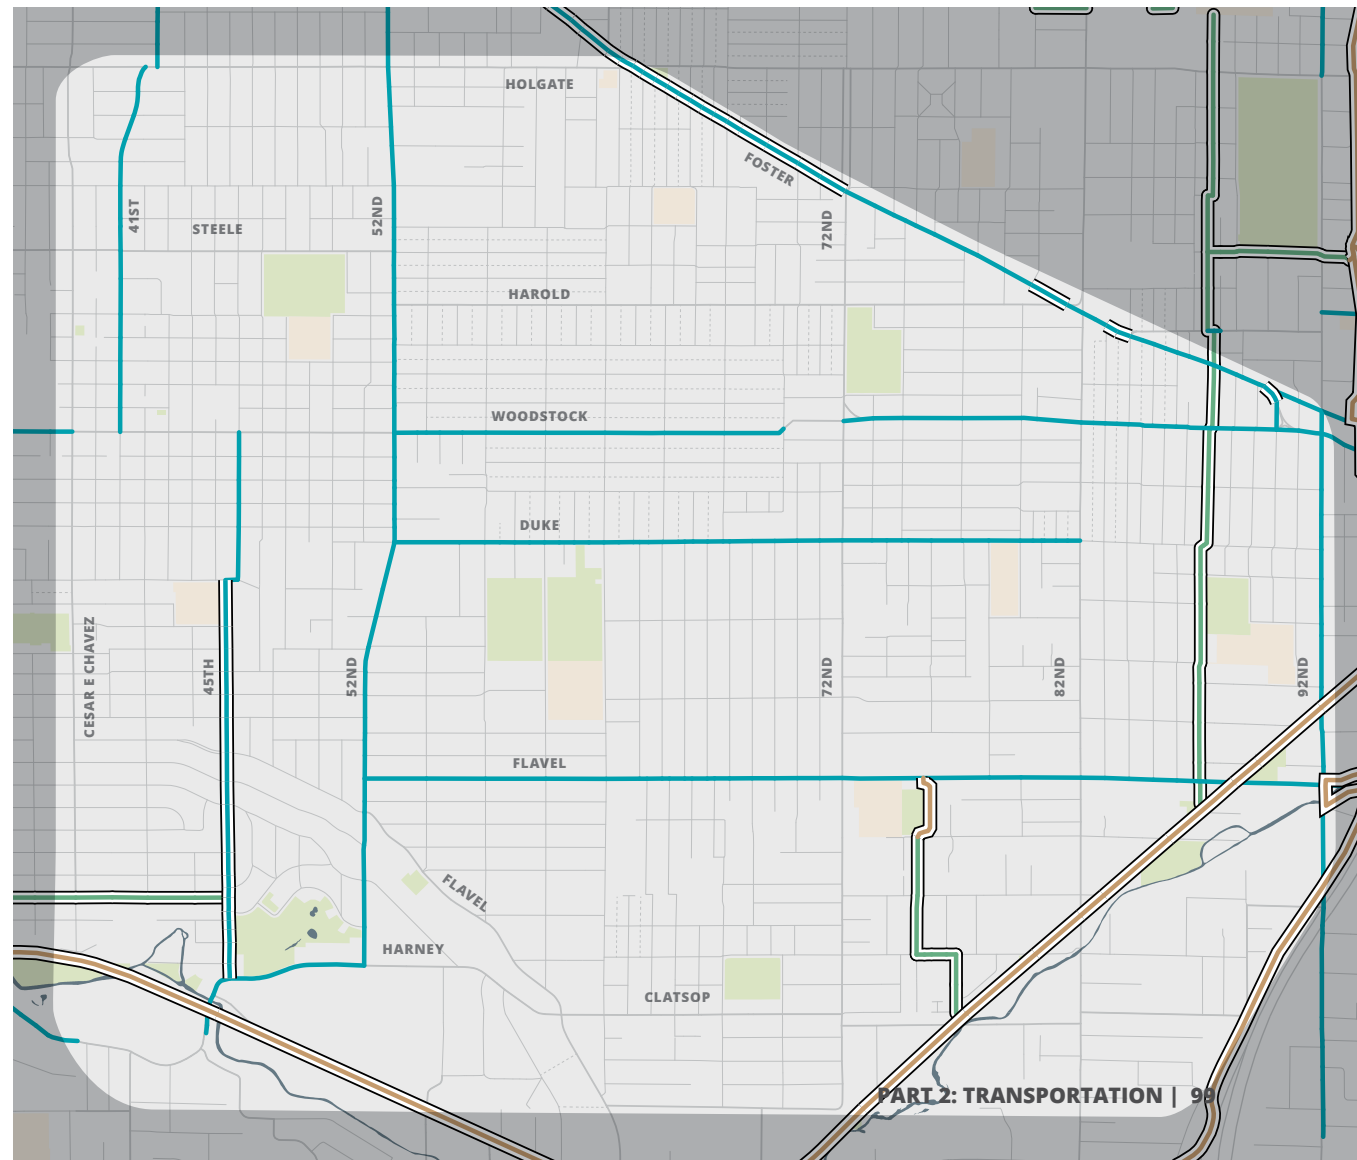 HOLGATE
FOSTER
41ST
52ND
72ND
STEELE
HAROLD
WOODSTOCK
DUKE
CESAR E CHAVEZ
45TH
52ND
72ND
82ND
92ND
FLAVEL
FLAVEL
HARNEY
CLATSOP
PART 2: TRANSPORTATION | 99